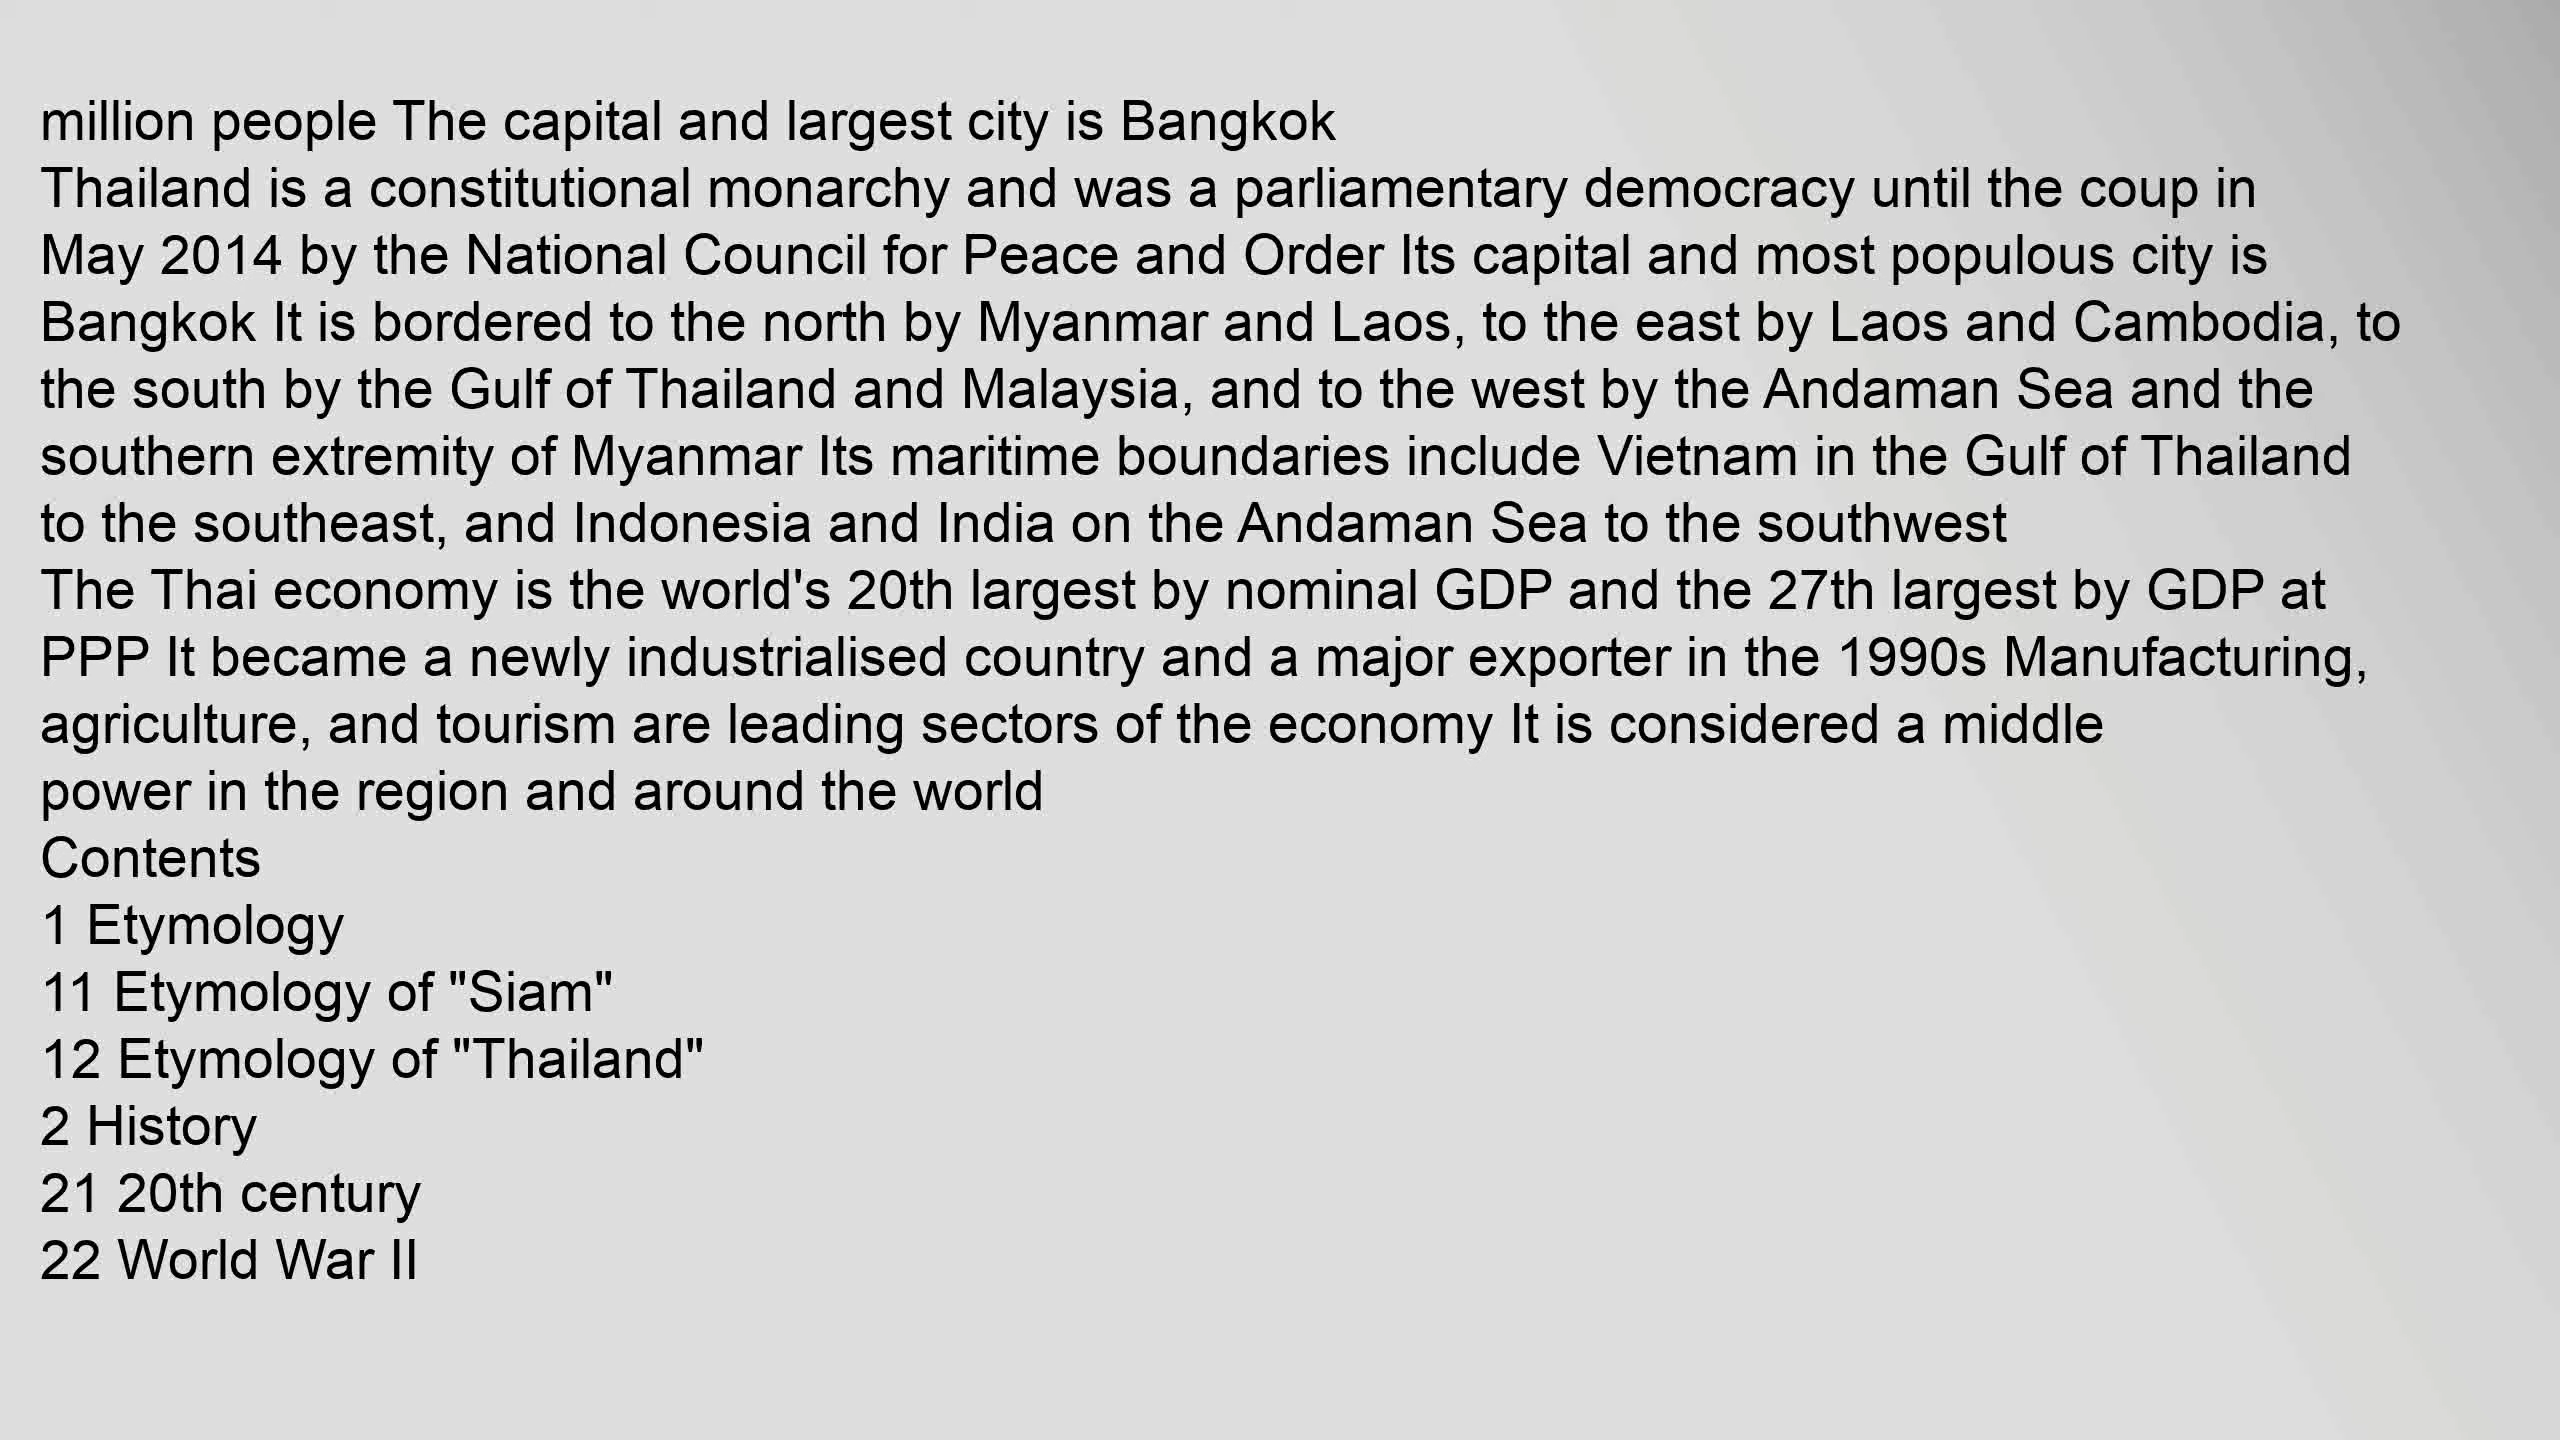 million people The capital and largest city is Bangkok
Thailand is a constitutional monarchy and was a parliamentary democracy until the coup in
May 2014 by the National Council for Peace and Order Its capital and most populous city is
Bangkok It is bordered to the north by Myanmar and Laos, to the east by Laos and Cambodia, to
the south by the Gulf of Thailand and Malaysia, and to the west by the Andaman Sea and the
southern extremity of Myanmar Its maritime boundaries include Vietnam in the Gulf of Thailand
to the southeast, and Indonesia and India on the Andaman Sea to the southwest
The Thai economy is the world's 20th largest by nominal GDP and the 27th largest by GDP at
PPP It became a newly industrialised country and a major exporter in the 1990s Manufacturing,
agriculture, and tourism are leading sectors of the economy It is considered a middle
power in the region and around the world
Contents
1 Etymology
11 Etymology of "Siam"
12 Etymology of "Thailand"
2 History
21 20th century
22 World War II